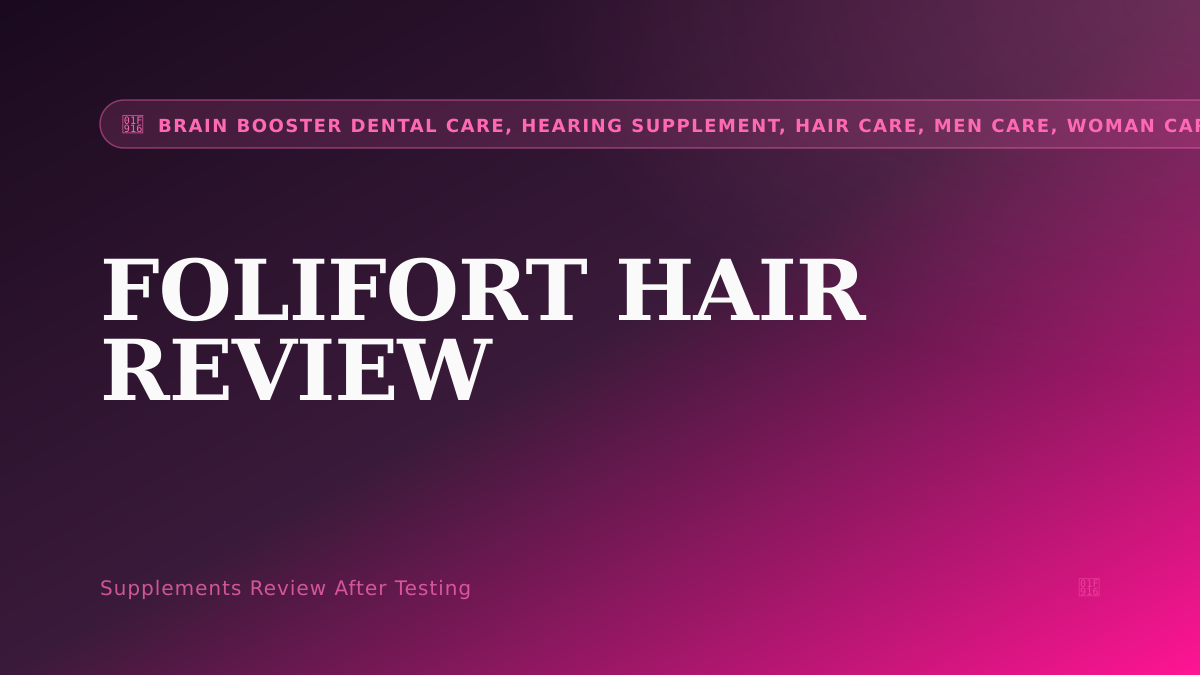 BRAIN BOOSTER DENTAL CARE, HEARING SUPPLEMENT, HAIR CARE, MEN CARE, WOMAN
FOLIFORT HAIR
REVIEW
Supplements Review After Testing